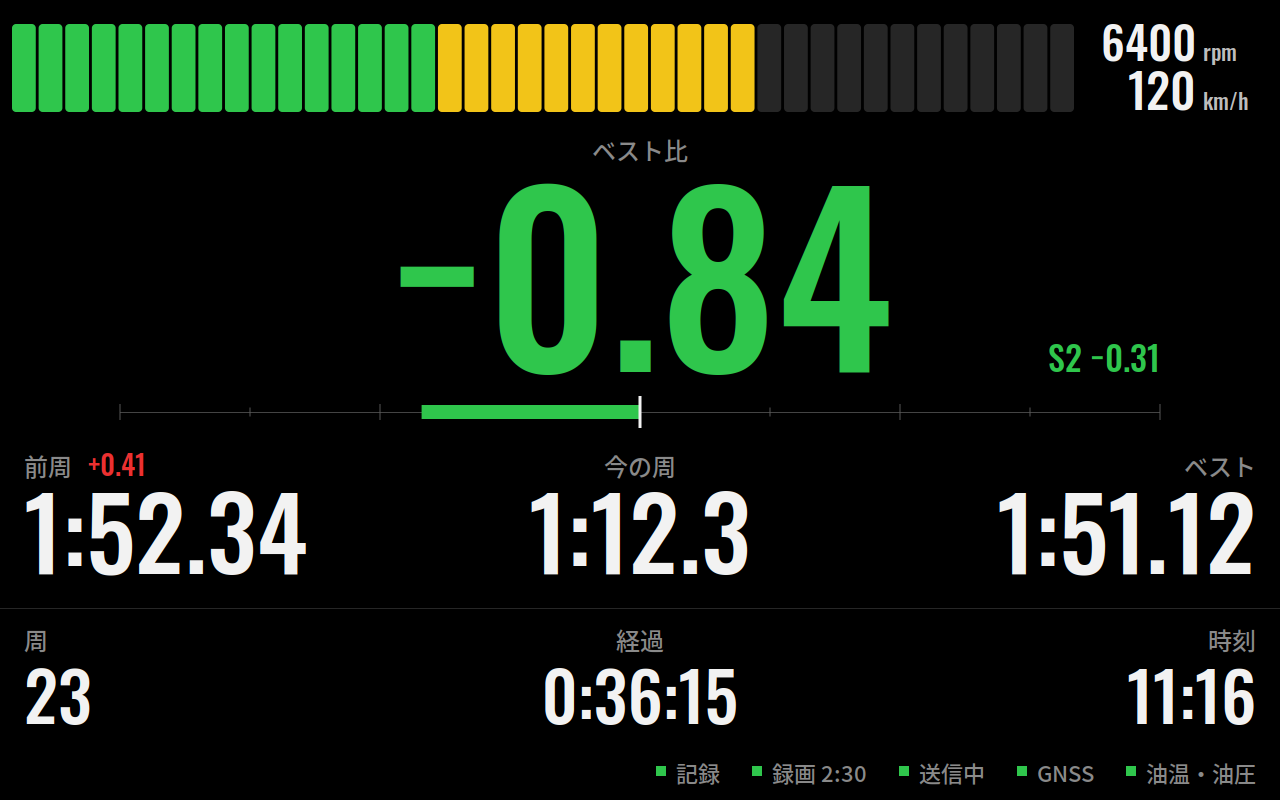 6400 rpm
120 km/h
ベスト比
-0.84
S2 -0.31
前周 +0.41 今の周 ベスト
1:52.34 1:12.3 1:51.12
周 経過 時刻
23 0:36:15 11:16
記録 録画 2:30 送信中 GNSS 油温・油圧